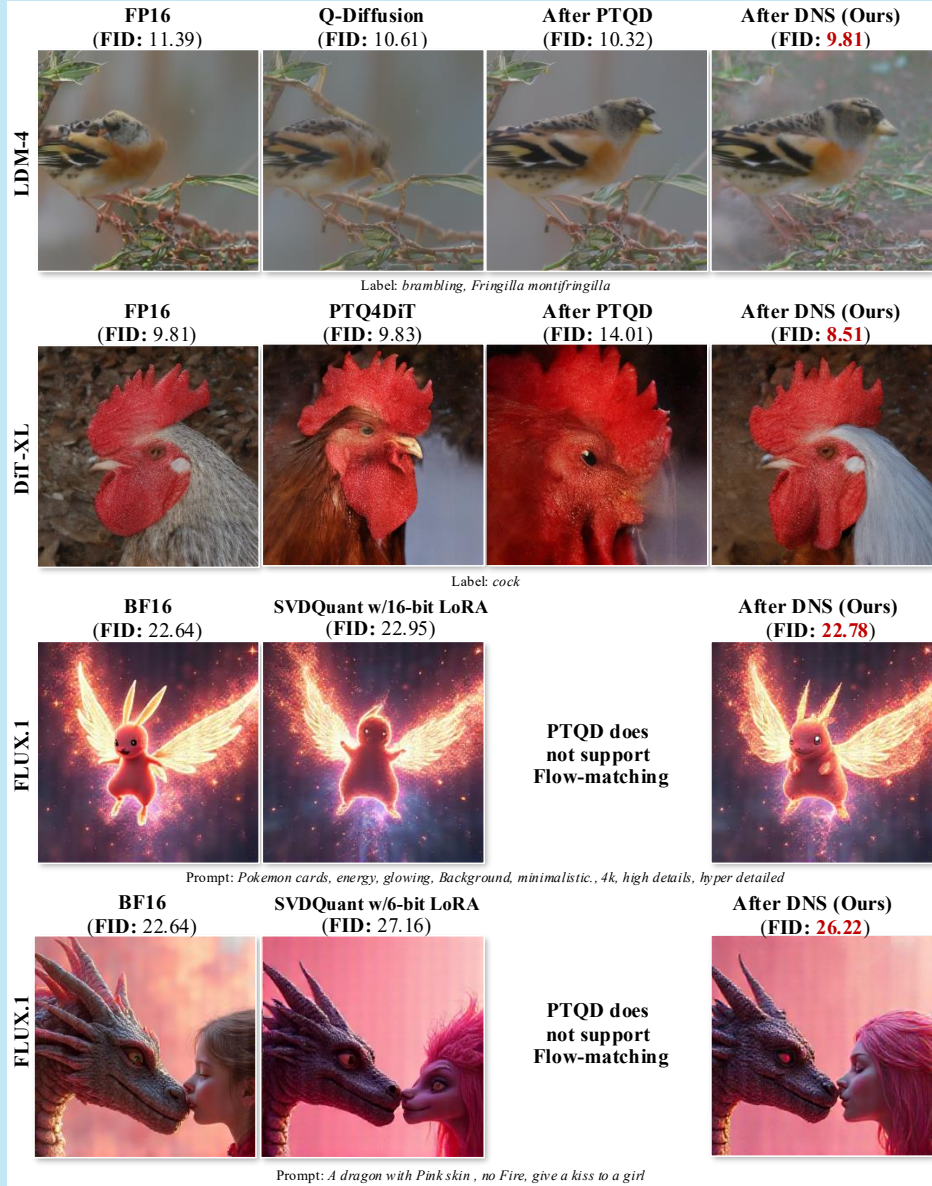 FP16
(FID: 11.39)
Q-Diffusion
(FID: 10.61)
After PTQD
(FID: 10.32)
After DNS (Ours)
(FID: 9.81)
LDM-4
Label: brambling, Fringilla montifringilla
FP16
(FID: 9.81)
PTQ4DiT
(FID: 9.83)
After PTQD
(FID: 14.01)
After DNS (Ours)
(FID: 8.51)
DiT-XL
Label: cock
BF16
(FID: 22.64)
SVDQuant w/16-bit LoRA
(FID: 22.95)
After DNS (Ours)
(FID: 22.78)
FLUX.1
PTQD does
not support
Flow-matching
Prompt: Pokemon cards, energy, glowing, Background, minimalistic., 4k, high details, hyper detailed
BF16
(FID: 22.64)
SVDQuant w/6-bit LoRA
(FID: 27.16)
After DNS (Ours)
(FID: 26.22)
FLUX.1
PTQD does
not support
Flow-matching
Prompt: A dragon with Pink skin , no Fire, give a kiss to a girl